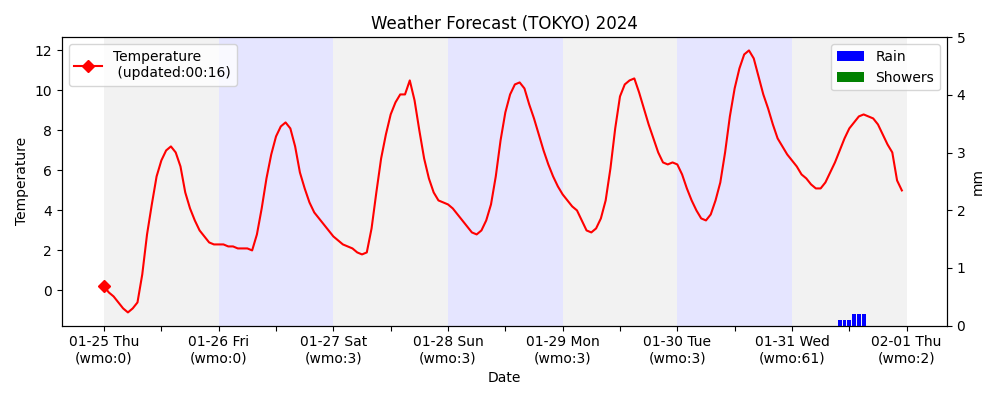 Weather Forecast (TOKYO) 2024
Temperature
(updated:00:16)
Rain
Showers
12
10
8
6
4
2
0
Temperature
5
4
3
2
1
0
mm
01-25 Thu
(wmo:0)
01-26 Fri
(wmo:0)
01-27 Sat
(wmo:3)
01-28 Sun
(wmo:3)
01-29 Mon
(wmo:3)
01-30 Tue
(wmo:3)
01-31 Wed
(wmo:61)
02-01 Thu
(wmo:2)
Date